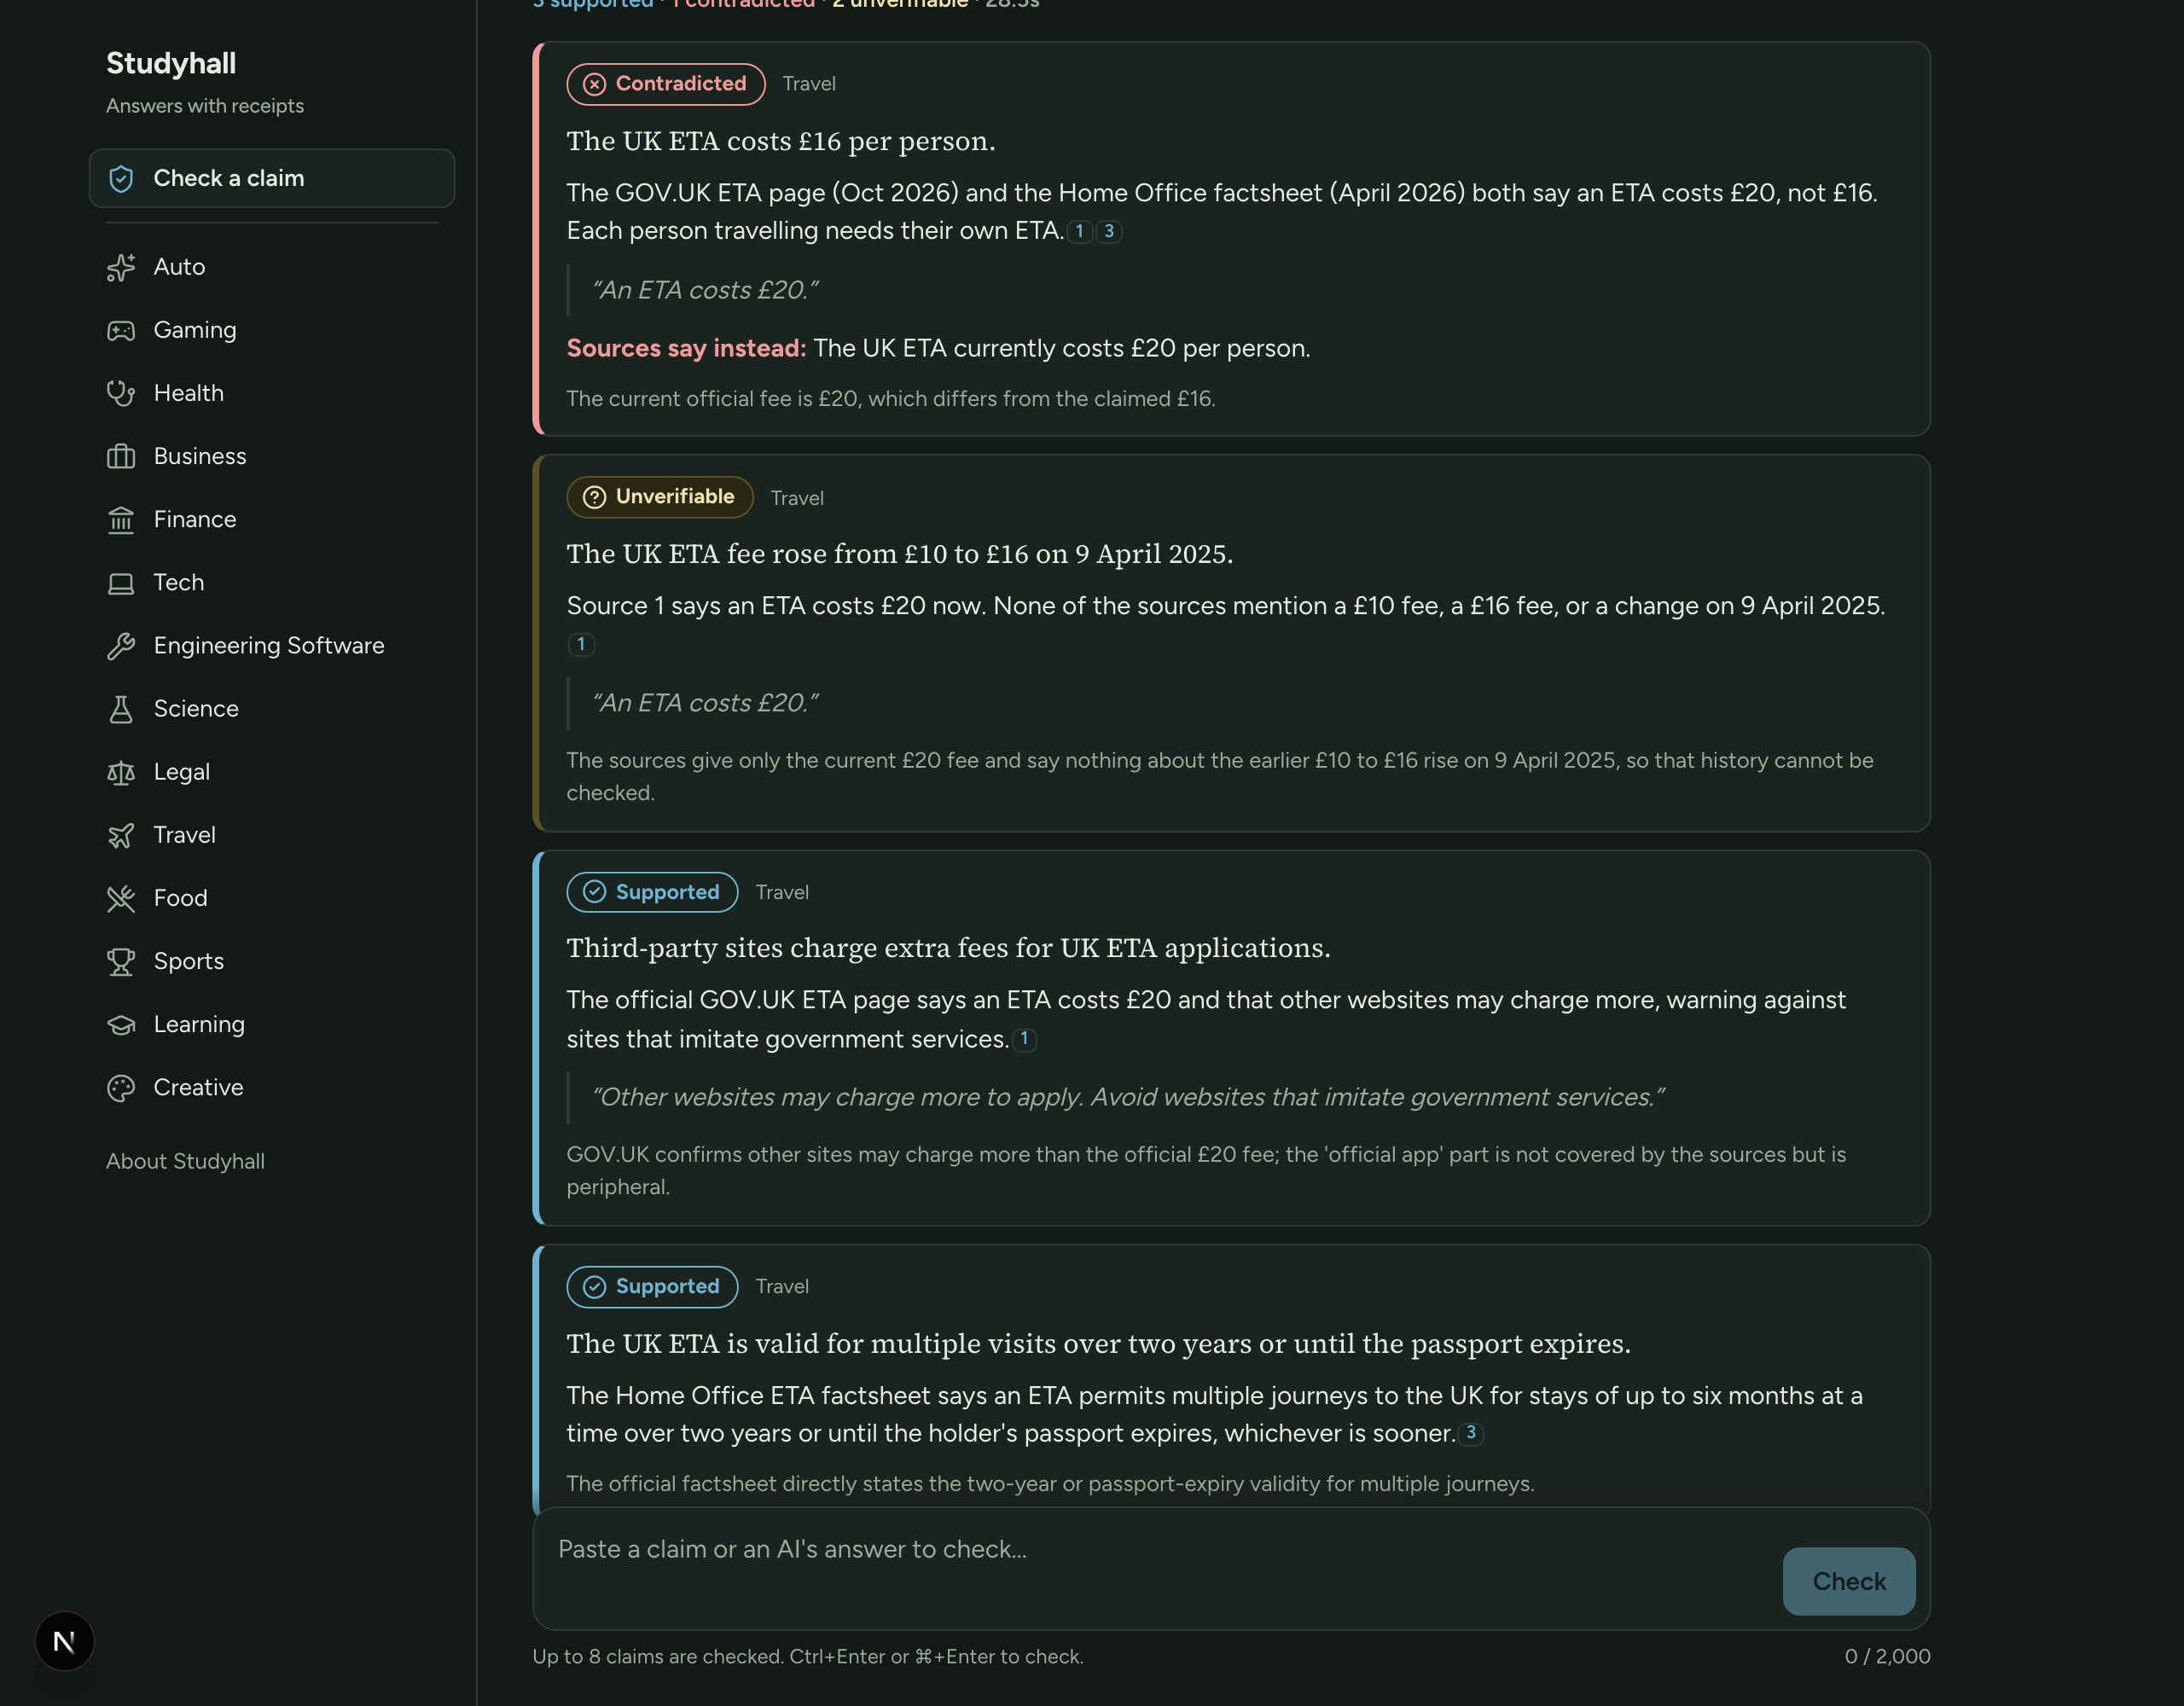 Studyhall
Answers with receipts
Check a claim
Auto
Gaming
Health
Business
Finance
Tech
Engineering Software
Science
Legal
Travel
Food
Sports
Learning
Creative
About Studyhall
3 supported · 1 contradicted · 2 unverifiable · 28.3s
Contradicted Travel
The UK ETA costs £16 per person.
The GOV.UK ETA page (Oct 2026) and the Home Office factsheet (April 2026) both say an ETA costs £20, not £16.
Each person travelling needs their own ETA. 1 3
“An ETA costs £20.”
Sources say instead: The UK ETA currently costs £20 per person.
The current official fee is £20, which differs from the claimed £16.
Unverifiable Travel
The UK ETA fee rose from £10 to £16 on 9 April 2025.
Source 1 says an ETA costs £20 now. None of the sources mention a £10 fee, a £16 fee, or a change on 9 April 2025.
1
“An ETA costs £20.”
The sources give only the current £20 fee and say nothing about the earlier £10 to £16 rise on 9 April 2025, so that history cannot be
checked.
Supported Travel
Third-party sites charge extra fees for UK ETA applications.
The official GOV.UK ETA page says an ETA costs £20 and that other websites may charge more, warning against
sites that imitate government services. 1
“Other websites may charge more to apply. Avoid websites that imitate government services.”
GOV.UK confirms other sites may charge more than the official £20 fee; the 'official app' part is not covered by the sources but is
peripheral.
Supported Travel
The UK ETA is valid for multiple visits over two years or until the passport expires.
The Home Office ETA factsheet says an ETA permits multiple journeys to the UK for stays of up to six months at a
time over two years or until the holder's passport expires, whichever is sooner. 3
The official factsheet directly states the two-year or passport-expiry validity for multiple journeys.
Paste a claim or an AI's answer to check...
Check
Up to 8 claims are checked. Ctrl+Enter or ⌘+Enter to check.
0 / 2,000
N